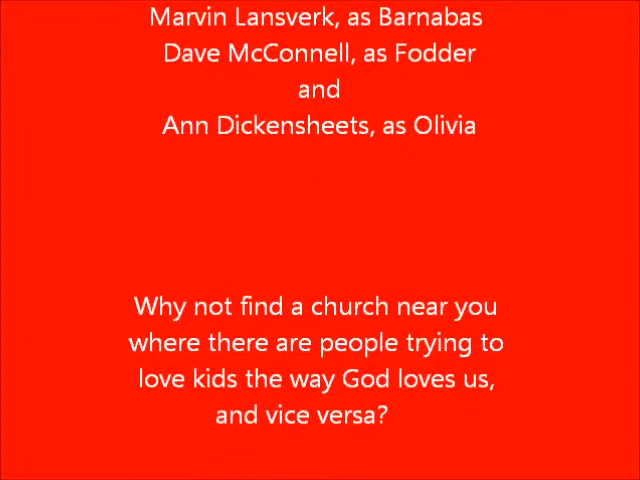 Marvin Lansverk, as Barnabas
Dave McConnell, as Fodder
and
Ann Dickensheets, as Olivia
Why not find a church near you
where there are people trying to
love kids the way God loves us,
and vice versa?